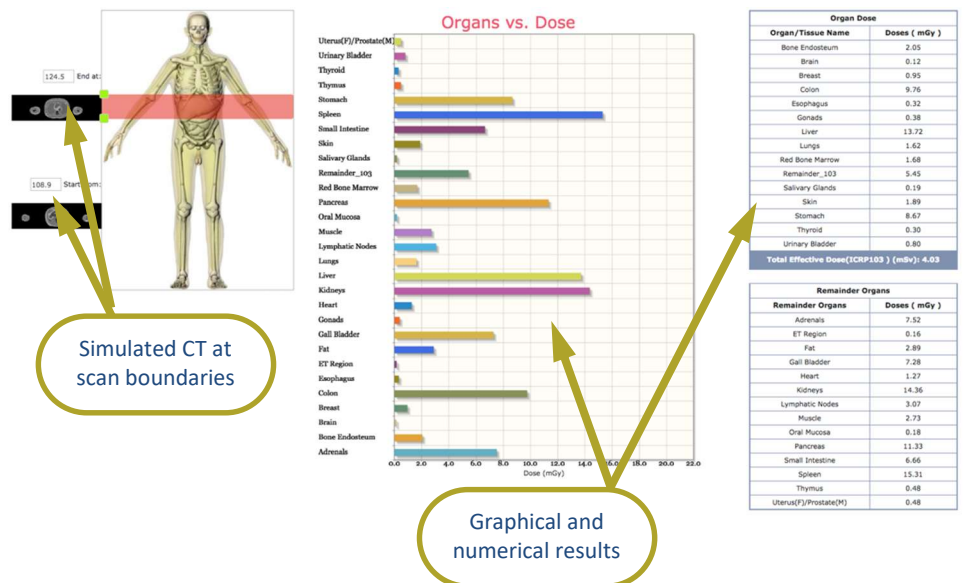 124.5 End at:
108.9 Start from:
Simulated CT at
scan boundaries
Organs vs. Dose
Uterus(F)/Prostate(M)
Urinary Bladder
Thyroid
Thymus
Stomach
Spleen
Small Intestine
Skin
Salivary Glands
Remainder_103
Red Bone Marrow
Pancreas
Oral Mucosa
Muscle
Lymphatic Nodes
Lungs
Liver
Kidneys
Heart
Gonads
Gall Bladder
Fat
ET Region
Esophagus
Colon
Breast
Brain
Bone Endosteum
Adrenals
0.0 2.0 4.0 6.0 8.0 10.0 12.0 14.0 16.0 18.0 20.0 22.0
Dose (mGy)
Graphical and
numerical results
Organ Dose
Organ/Tissue Name Doses ( mGy )
Bone Endosteum 2.05
Brain 0.12
Breast 0.95
Colon 9.76
Esophagus 0.32
Gonads 0.38
Liver 13.72
Lungs 1.62
Red Bone Marrow 1.68
Remainder_103 5.45
Salivary Glands 0.19
Skin 1.89
Stomach 8.67
Thyroid 0.30
Urinary Bladder 0.80
Total Effective Dose(ICRP103 ) (mSv): 4.03
Remainder Organs
Remainder Organs Doses ( mGy )
Adrenals 7.52
ET Region 0.16
Fat 2.89
Gall Bladder 7.28
Heart 1.27
Kidneys 14.36
Lymphatic Nodes 3.07
Muscle 2.73
Oral Mucosa 0.18
Pancreas 11.33
Small Intestine 6.66
Spleen 15.31
Thymus 0.48
Uterus(F)/Prostate(M) 0.48